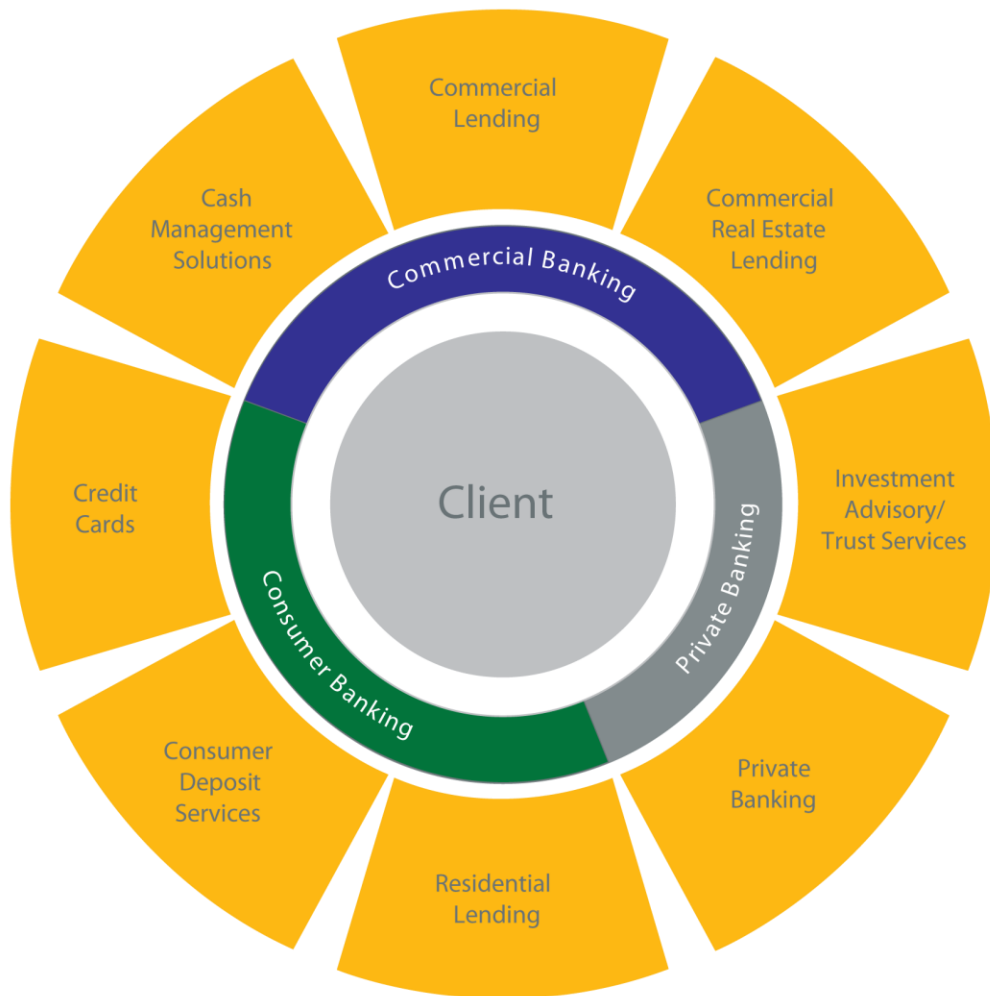 Commercial
Lending
Cash
Management
Solutions
Commercial
Real Estate
Lending
Commercial Banking
Credit
Cards
Client
Investment
Advisory/
Trust Services
Private Banking
Consumer Banking
Consumer
Deposit
Services
Private
Banking
Residential
Lending